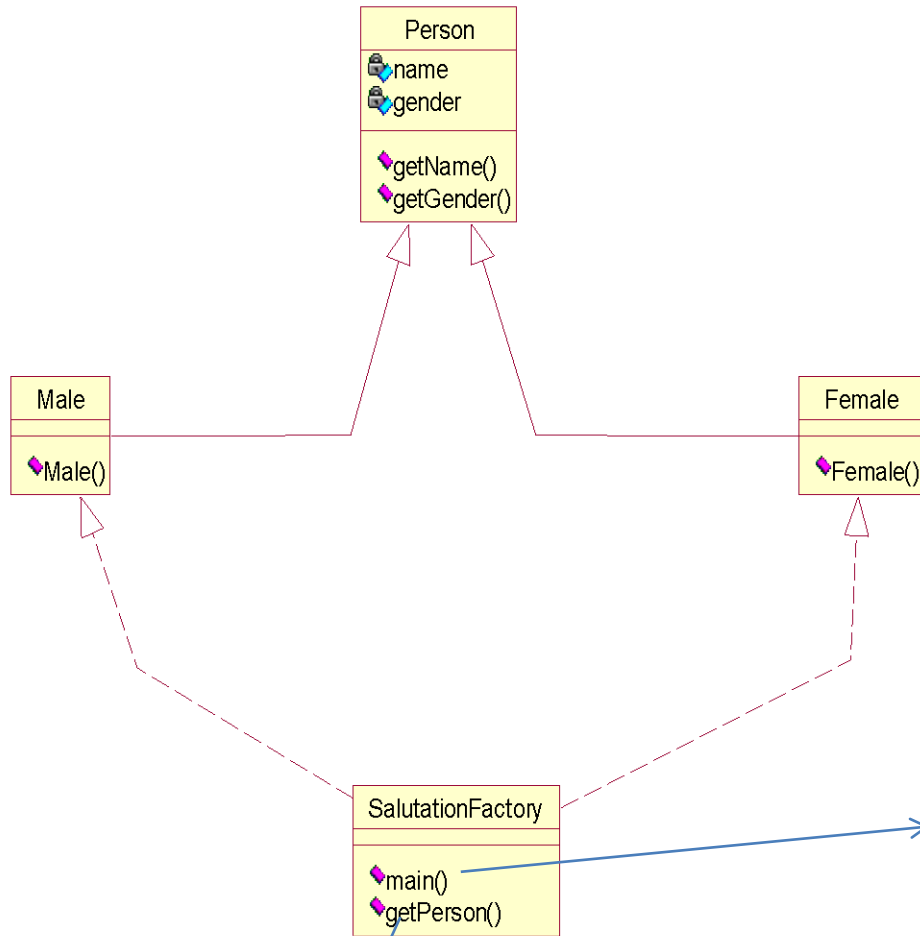 Person
name
gender
getName()
getGender()
Male
Male()
Female
Female()
SalutationFactory
main()
getPerson()